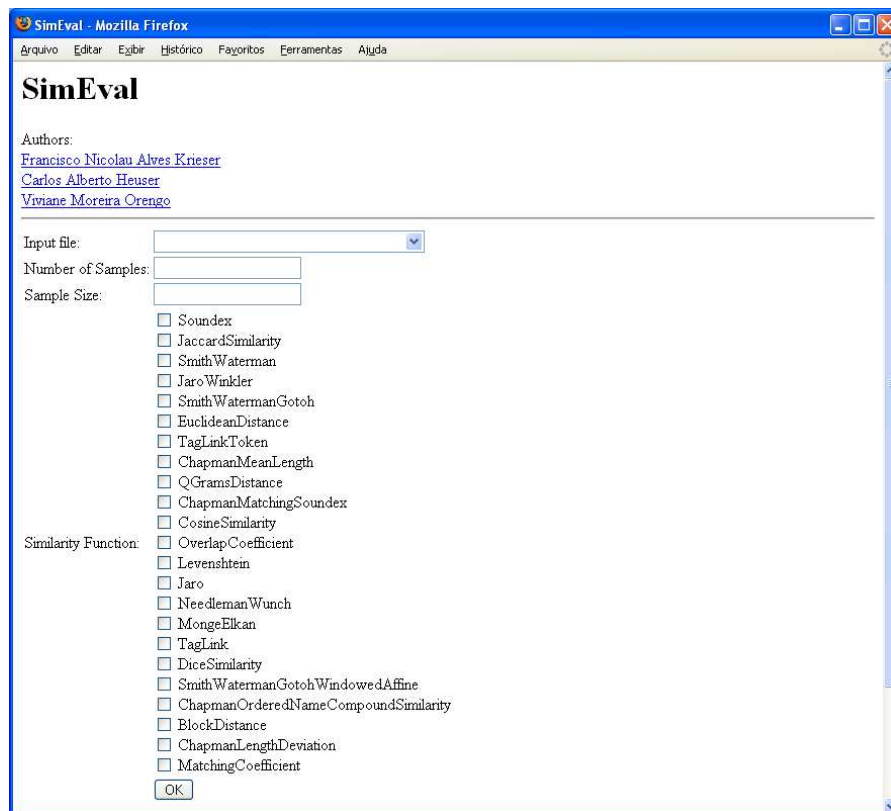 SimEval - Mozilla Firefox
Arquivo Editar Exibir Histórico Favoritos Ferramentas Ajuda
SimEval
Authors:
Francisco Nicolau Alves Krieser
Carlos Alberto Heuser
Viviane Moreira Orengo
Input file:
Number of Samples:
Sample Size:
Soundex
JaccardSimilarity
SmithWaterman
JaroWinkler
SmithWatermanGotoh
EuclideanDistance
TagLinkToken
ChapmanMeanLength
QGramsDistance
ChapmanMatchingSoundex
CosineSimilarity
Similarity Function: OverlapCoefficient
Levenshtein
Jaro
NeedlemanWunch
MongeElkan
TagLink
DiceSimilarity
SmithWatermanGotohWindowedAffine
ChapmanOrderedNameCompoundSimilarity
BlockDistance
ChapmanLengthDeviation
MatchingCoefficient
OK